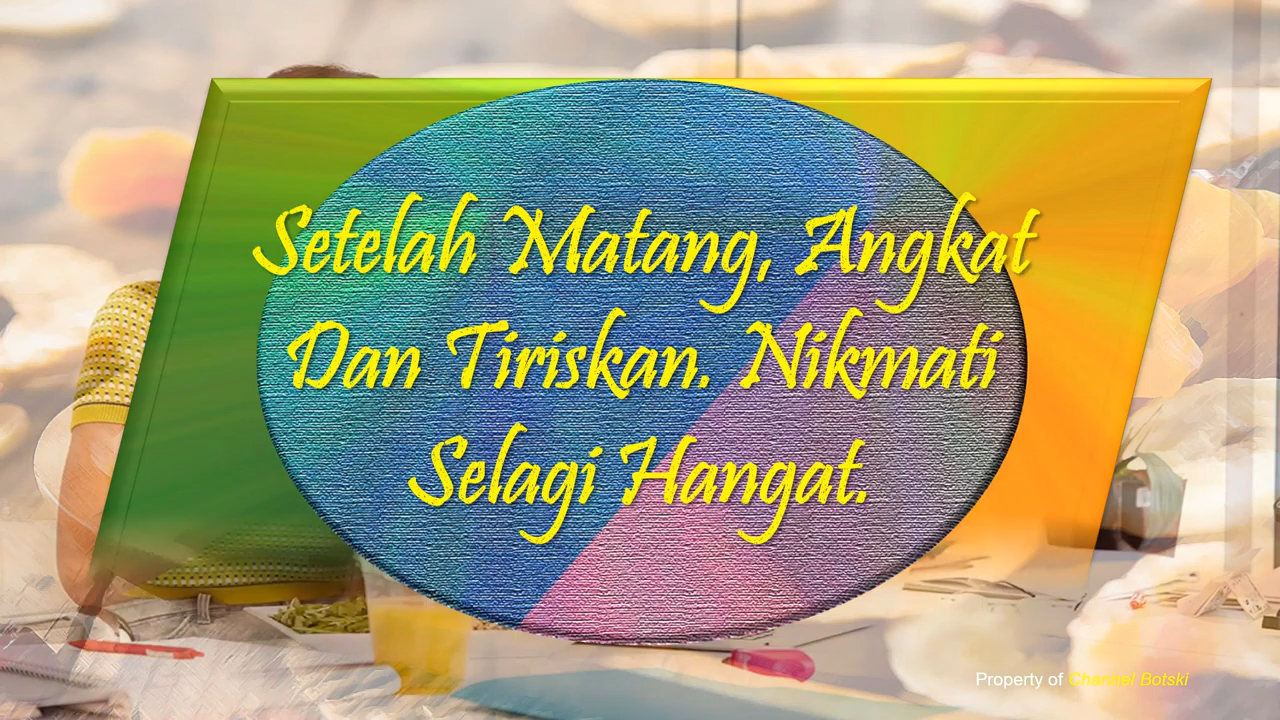 Setelah Matang, Angkat
Dan Tiriskan. Nikmati
Selagi Hangat.
Property of Channel Botski